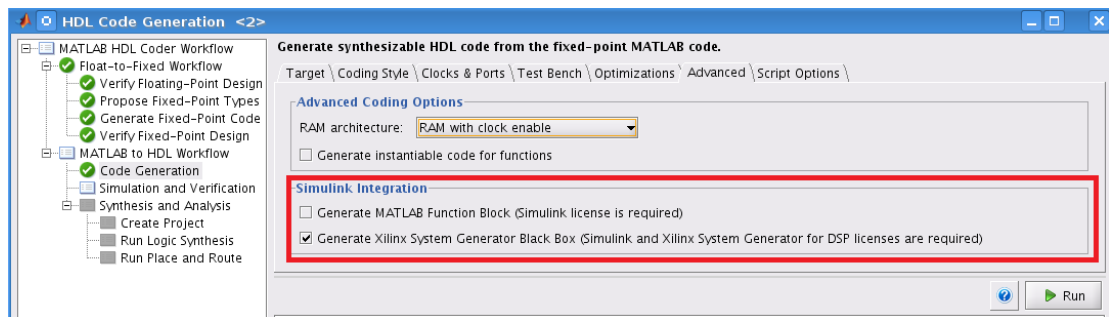 HDL Code Generation <2>
MATLAB HDL Coder Workflow
Float-to-Fixed Workflow
Verify Floating-Point Design
Propose Fixed-Point Types
Generate Fixed-Point Code
Verify Fixed-Point Design
MATLAB to HDL Workflow
Code Generation
Simulation and Verification
Synthesis and Analysis
Create Project
Run Logic Synthesis
Run Place and Route
Generate synthesizable HDL code from the fixed-point MATLAB code.
Target \ Coding Style \ Clocks & Ports \ Test Bench \ Optimizations \ Advanced \ Script Options \
Advanced Coding Options
RAM architecture: RAM with clock enable
Generate instantiable code for functions
Simulink Integration
Generate MATLAB Function Block (Simulink license is required)
Generate Xilinx System Generator Black Box (Simulink and Xilinx System Generator for DSP licenses are required)
? Run